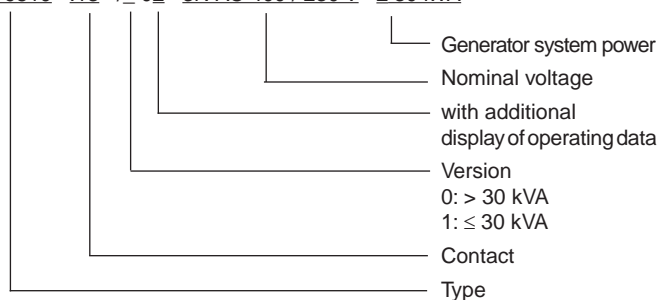 Generator system power
Nominal voltage
with additional
display of operating data
Version
0: > 30 kVA
1: ≤ 30 kVA
Contact
Type